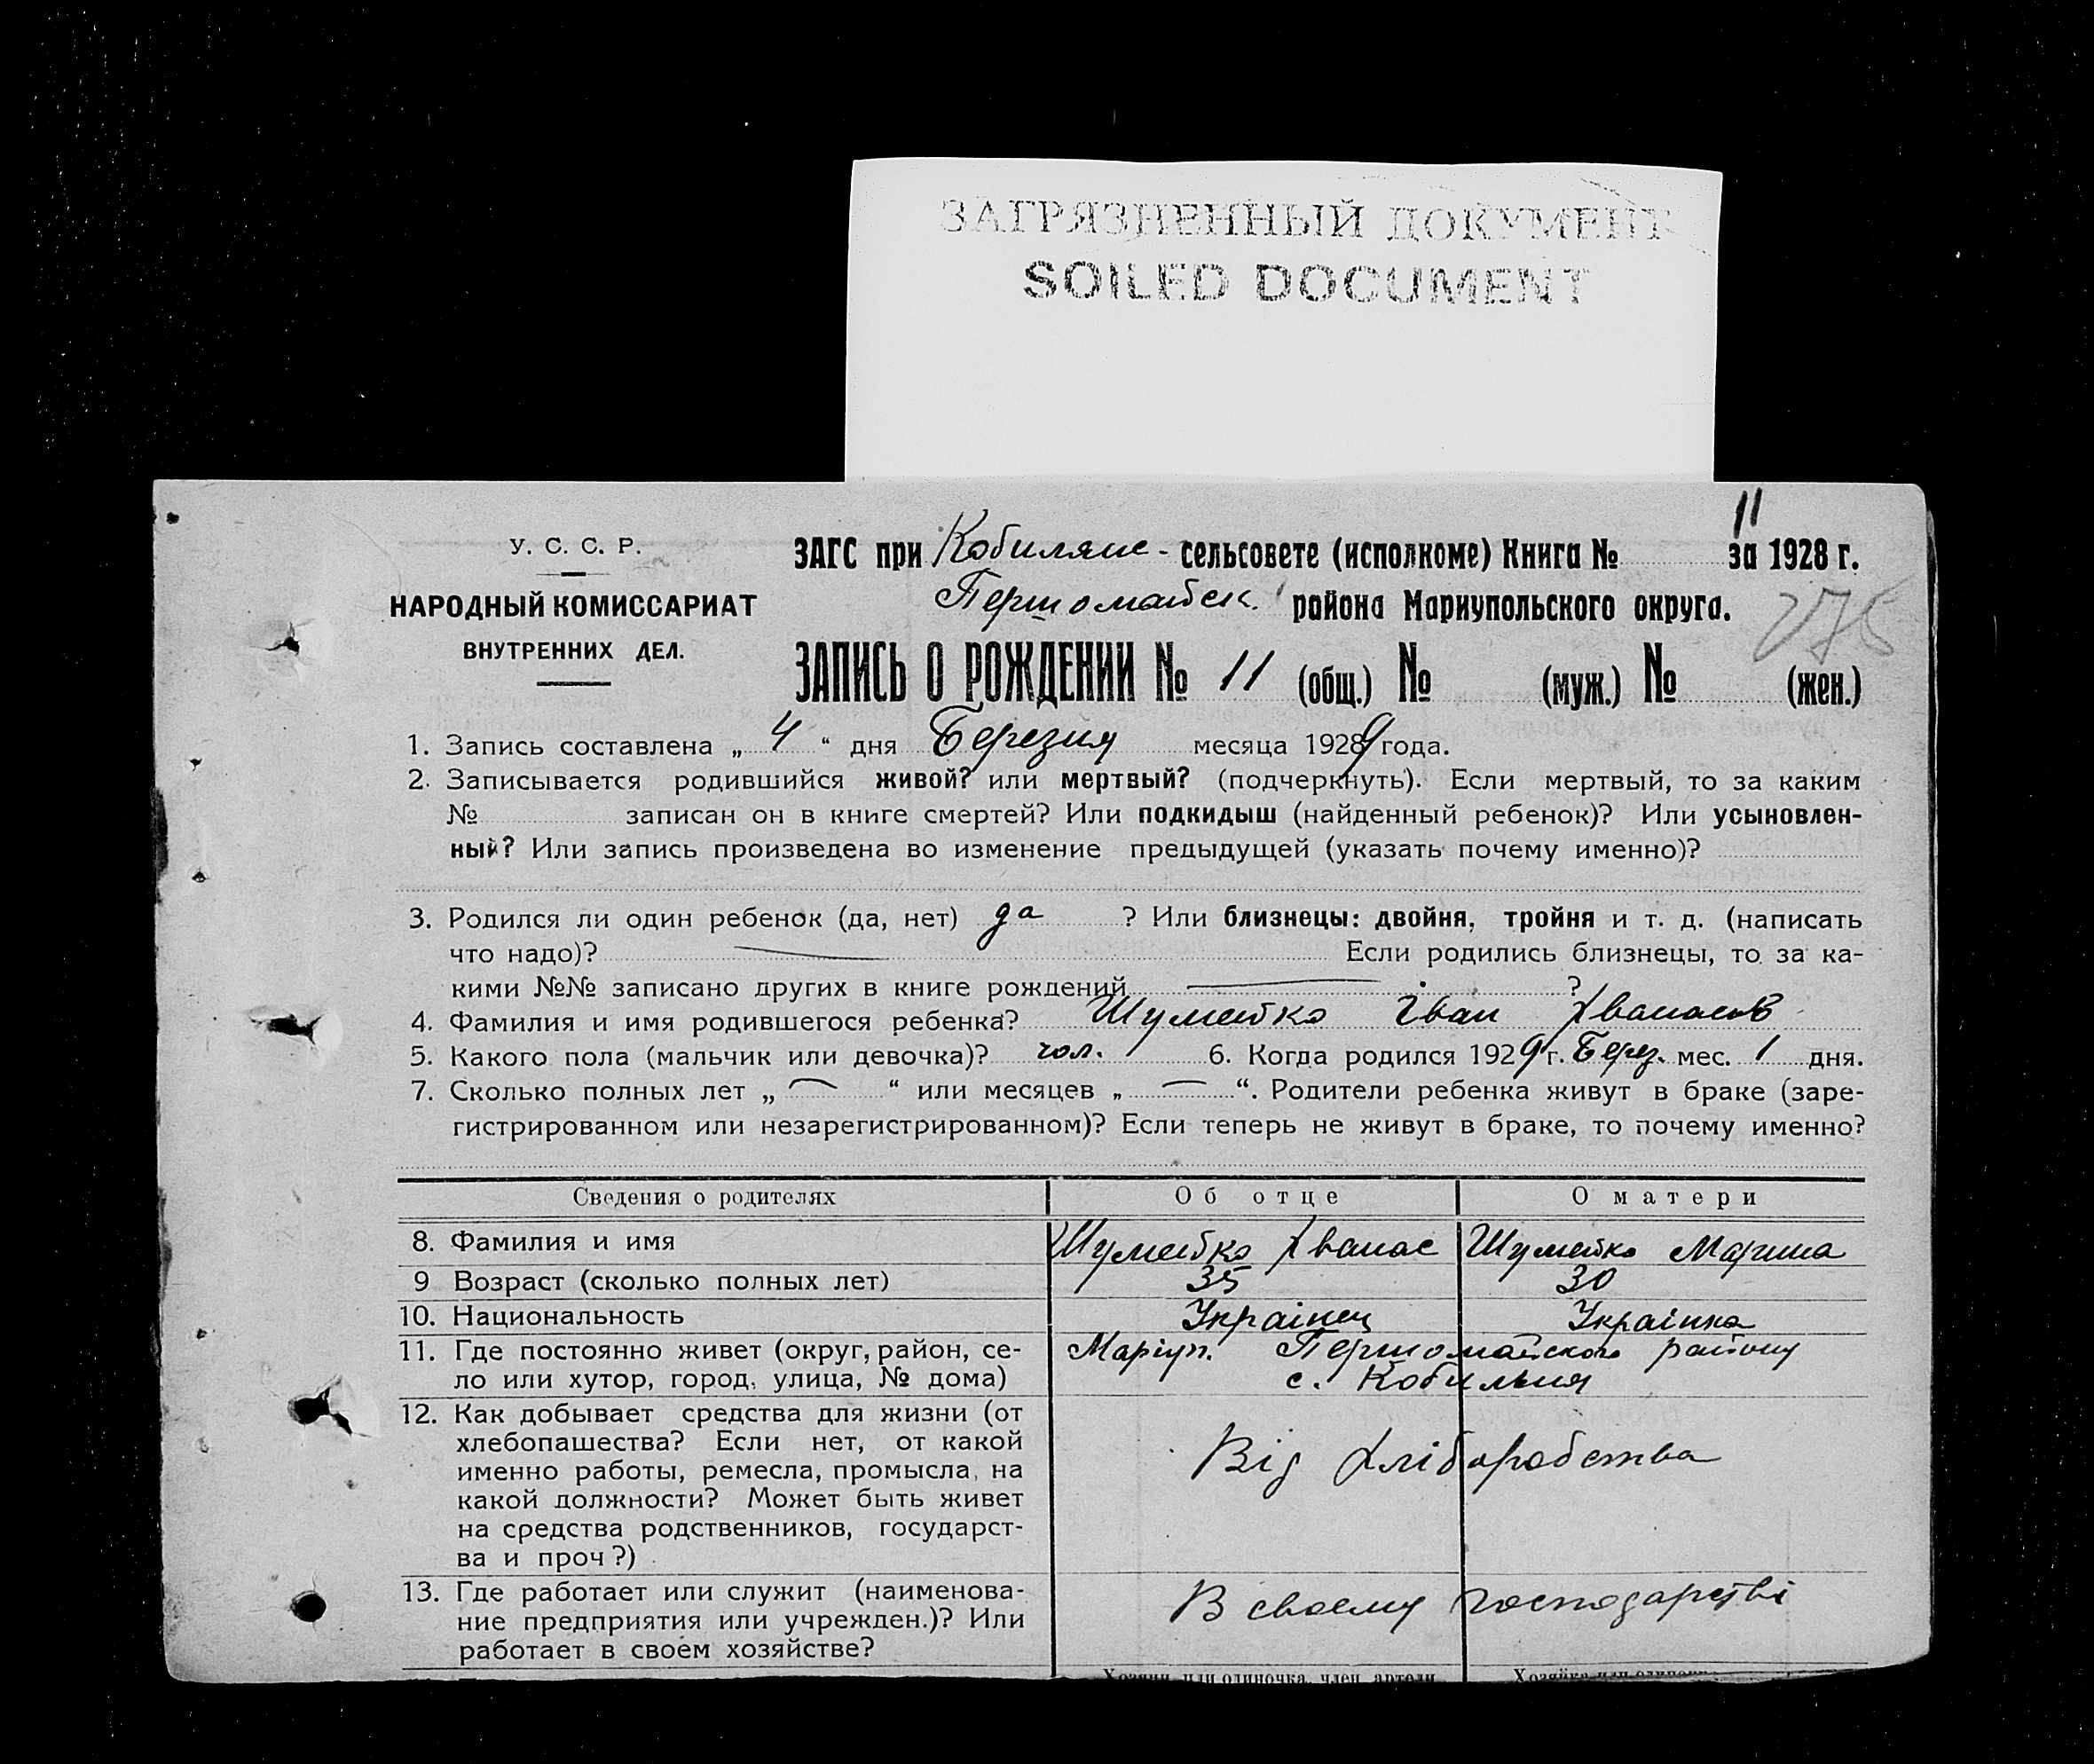 ЗАГРЯЗНЕННЫЙ ДОКУМЕНТ
SOILED DOCUMENT
У. С. С. Р.
НАРОДНЫЙ КОМИССАРИАТ
ВНУТРЕННИХ ДЕЛ.
11
ЗАГС при Кобилянс- сельсовете (исполкоме) Книга № за 1928 г.
Першомайск. района Мариупольского округа.
275
ЗАПИСЬ О РОЖДЕНИИ № 11 (общ.) № (муж.) № (жен.)
1. Запись составлена „ 4 “ дня Березня месяца 19289 года.
2. Записывается родившийся живой? или мертвый? (подчеркнуть). Если мертвый, то за каким
№ записан он в книге смертей? Или подкидыш (найденный ребенок)? Или усыновлен-
ный? Или запись произведена во изменение предыдущей (указать почему именно)?
3. Родился ли один ребенок (да, нет) да ? Или близнецы: двойня, тройня и т. д. (написать
что надо)? — Если родились близнецы, то за ка-
кими №№ записано других в книге рождений — ?
4. Фамилия и имя родившегося ребенка? Шумейко Іван Хванасов
5. Какого пола (мальчик или девочка)? чол. 6. Когда родился 1929 г. Берез. мес. 1 дня.
7. Сколько полных лет „ — “ или месяцев „ — “. Родители ребенка живут в браке (заре-
гистрированном или незарегистрированном)? Если теперь не живут в браке, то почему именно?
Сведения о родителях Об отце О матери
8. Фамилия и имя Шумейко Хванас Шумейко Марина
9 Возраст (сколько полных лет) 35 30
10. Национальность Українец Українка
11. Где постоянно живет (округ, район, се- Маріуп. Першомайского району
ло или хутор, город, улица, № дома) с. Кобильня
12. Как добывает средства для жизни (от
хлебопашества? Если нет, от какой Від Хліборобства
именно работы, ремесла, промысла, на
какой должности? Может быть живет
на средства родственников, государст-
ва и проч?)
13. Где работает или служит (наименова- В своему господарстві
ние предприятия или учрежден.)? Или
работает в своем хозяйстве?
Хозяин или одиночка, член артели Хозяйка или